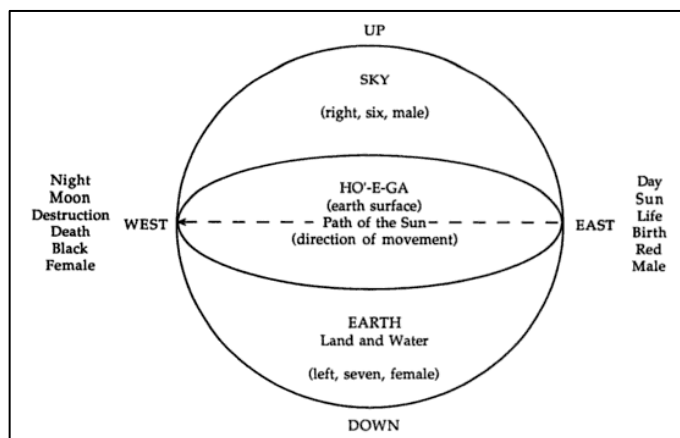 UP
SKY
(right, six, male)
Night
Moon
Destruction
Death
Black
Female
WEST
HO'-E-GA
(earth surface)
Path of the Sun
(direction of movement)
EAST
Day
Sun
Life
Birth
Red
Male
EARTH
Land and Water
(left, seven, female)
DOWN